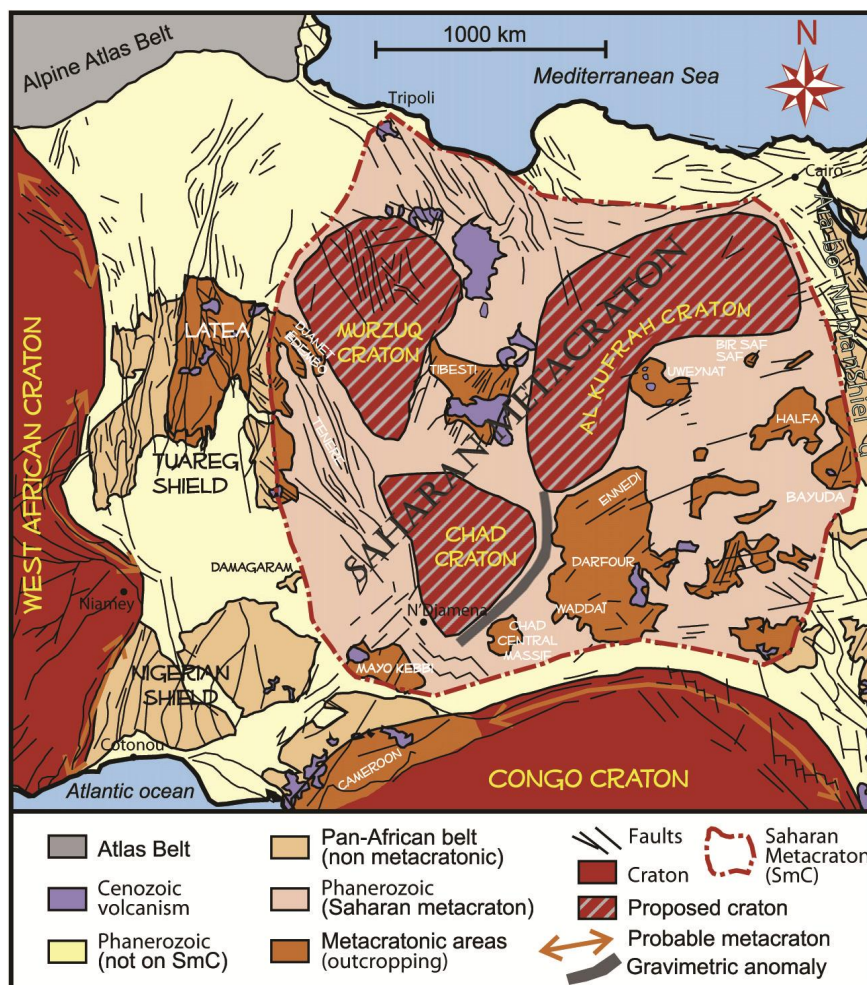 1000 km
N
Alpine Atlas Belt
Mediterranean Sea
Tripoli
Cairo
Arabo-Nubian Shield
LATEA
DJANET
EDEMBO
MURZUQ
CRATON
AL KUFRAH CRATON
BIR SAF
SAF
TIBESTI
UWEYNAT
SAHARAN METACRATON
HALFA
WEST AFRICAN CRATON
TENERE
TUAREG
SHIELD
ENNEDI
BAYUDA
CHAD
CRATON
DARFOUR
DAMAGARAM
Niamey
N'Djamena
WADDAÏ
CHAD
CENTRAL
MASSIF
MAYO KEBBI
NIGERIAN
SHIELD
Cotonou
CAMEROON
CONGO CRATON
Atlantic ocean
Atlas Belt
Cenozoic
volcanism
Phanerozoic
(not on SmC)
Pan-African belt
(non metacratonic)
Phanerozoic
(Saharan metacraton)
Metacratonic areas
(outcropping)
Faults
Craton
Saharan
Metacraton
(SmC)
Proposed craton
Probable metacraton
Gravimetric anomaly